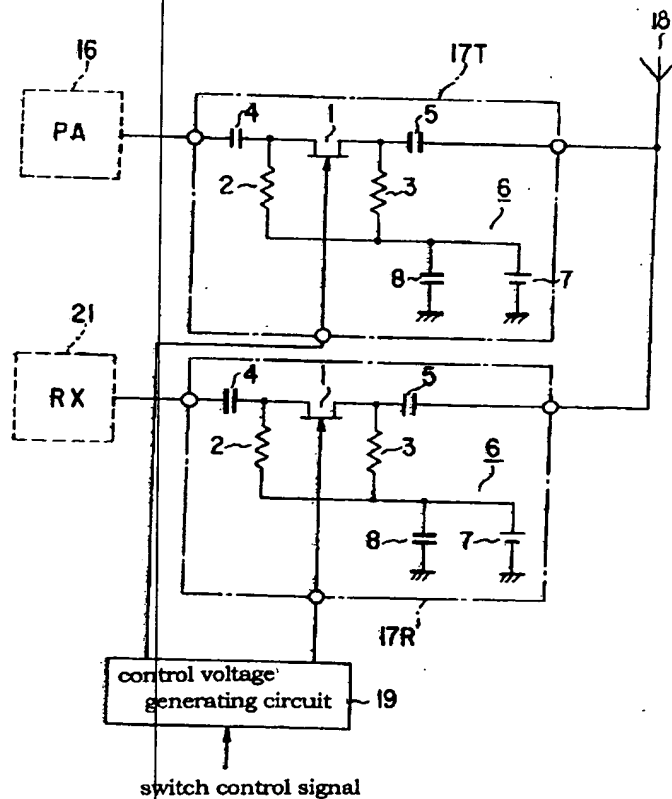 18
16
17T
PA
4
1
5
2
3
6
8
7
21
RX
4
1
5
2
3
6
8
7
17R
control voltage
generating circuit
19
switch control signal